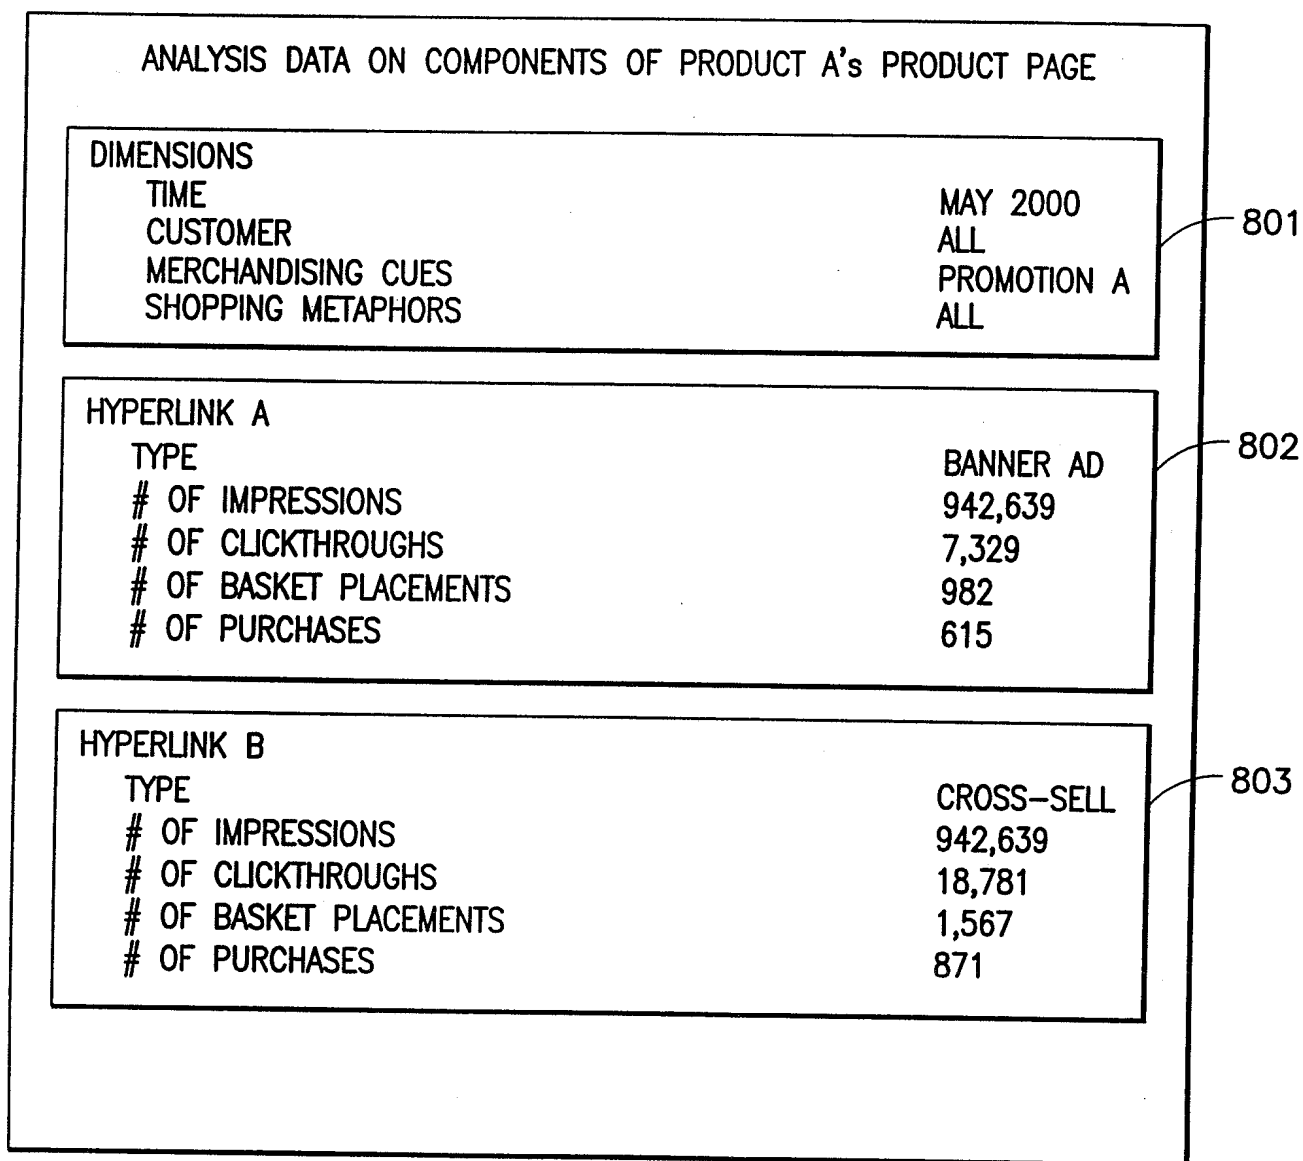 ANALYSIS DATA ON COMPONENTS OF PRODUCT A's PRODUCT PAGE
DIMENSIONS
TIME MAY 2000
CUSTOMER ALL
MERCHANDISING CUES PROMOTION A
SHOPPING METAPHORS ALL
801
HYPERLINK A
TYPE BANNER AD
# OF IMPRESSIONS 942,639
# OF CLICKTHROUGHS 7,329
# OF BASKET PLACEMENTS 982
# OF PURCHASES 615
802
HYPERLINK B
TYPE CROSS-SELL
# OF IMPRESSIONS 942,639
# OF CLICKTHROUGHS 18,781
# OF BASKET PLACEMENTS 1,567
# OF PURCHASES 871
803